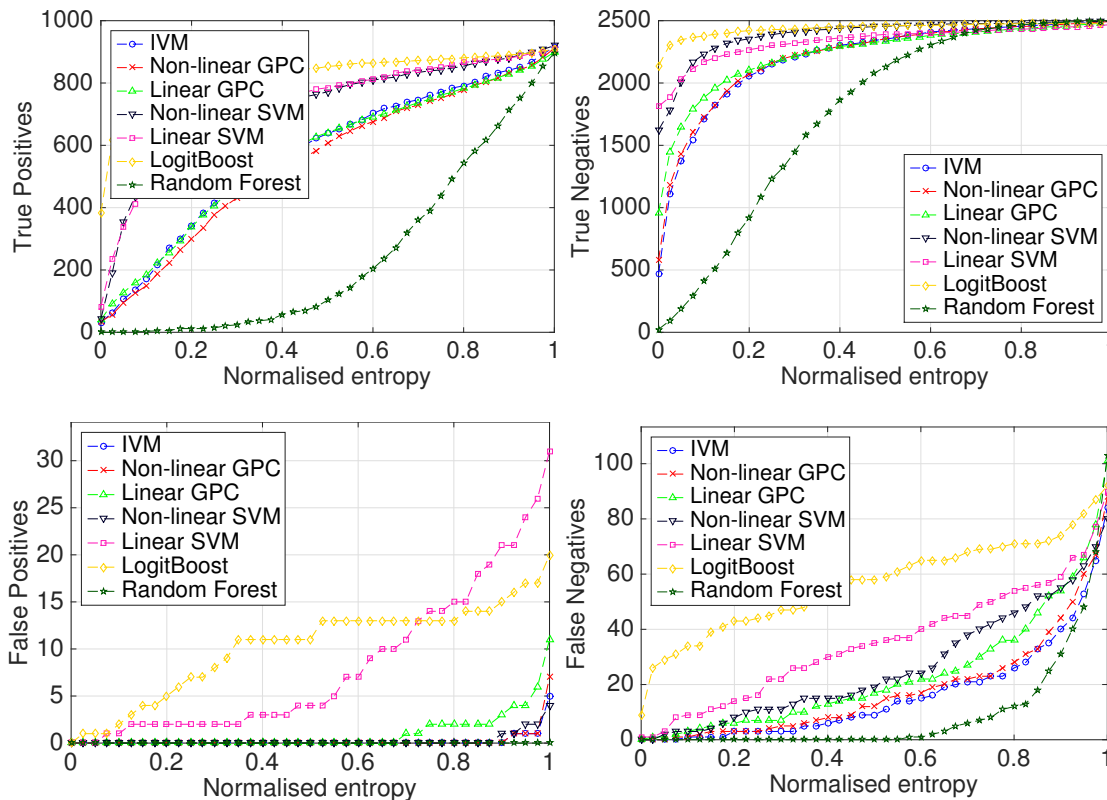 1000
800
600
400
200
0
True Positives
IVM
Non-linear GPC
Linear GPC
Non-linear SVM
Linear SVM
LogitBoost
Random Forest
0 0.2 0.4 0.6 0.8 1
Normalised entropy
2500
2000
1500
1000
500
0
True Negatives
IVM
Non-linear GPC
Linear GPC
Non-linear SVM
Linear SVM
LogitBoost
Random Forest
0 0.2 0.4 0.6 0.8 1
Normalised entropy
30
25
20
15
10
5
0
False Positives
IVM
Non-linear GPC
Linear GPC
Non-linear SVM
Linear SVM
LogitBoost
Random Forest
0 0.2 0.4 0.6 0.8 1
Normalised entropy
100
80
60
40
20
0
False Negatives
IVM
Non-linear GPC
Linear GPC
Non-linear SVM
Linear SVM
LogitBoost
Random Forest
0 0.2 0.4 0.6 0.8 1
Normalised entropy